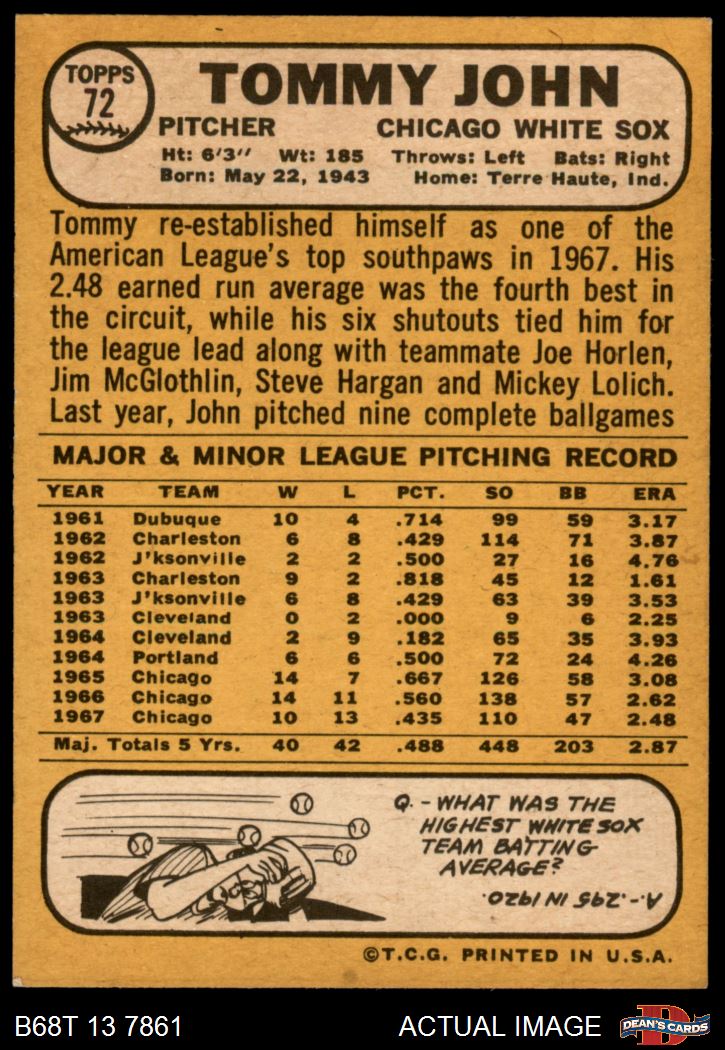 TOPPS
72
TOMMY JOHN
PITCHER CHICAGO WHITE SOX
Ht: 6'3" Wt: 185 Throws: Left Bats: Right
Born: May 22, 1943 Home: Terre Haute, Ind.
Tommy re-established himself as one of the
American League's top southpaws in 1967. His
2.48 earned run average was the fourth best in
the circuit, while his six shutouts tied him for
the league lead along with teammate Joe Horlen,
Jim McGlothlin, Steve Hargan and Mickey Lolich.
Last year, John pitched nine complete ballgames
MAJOR & MINOR LEAGUE PITCHING RECORD
YEAR TEAM W L PCT. SO BB ERA
1961 Dubuque 10 4 .714 99 59 3.17
1962 Charleston 6 8 .429 114 71 3.87
1962 J'ksonville 2 2 .500 27 16 4.76
1963 Charleston 9 2 .818 45 12 1.61
1963 J'ksonville 6 8 .429 63 39 3.53
1963 Cleveland 0 2 .000 9 6 2.25
1964 Cleveland 2 9 .182 65 35 3.93
1964 Portland 6 6 .500 72 24 4.26
1965 Chicago 14 7 .667 126 58 3.08
1966 Chicago 14 11 .560 138 57 2.62
1967 Chicago 10 13 .435 110 47 2.48
Maj. Totals 5 Yrs. 40 42 .488 448 203 2.87
Q.-WHAT WAS THE
HIGHEST WHITE SOX
TEAM BATTING
AVERAGE?
A-.295 IN 1920.
©T.C.G. PRINTED IN U.S.A.
B68T 13 7861 ACTUAL IMAGE
D
DEAN'S CARDS